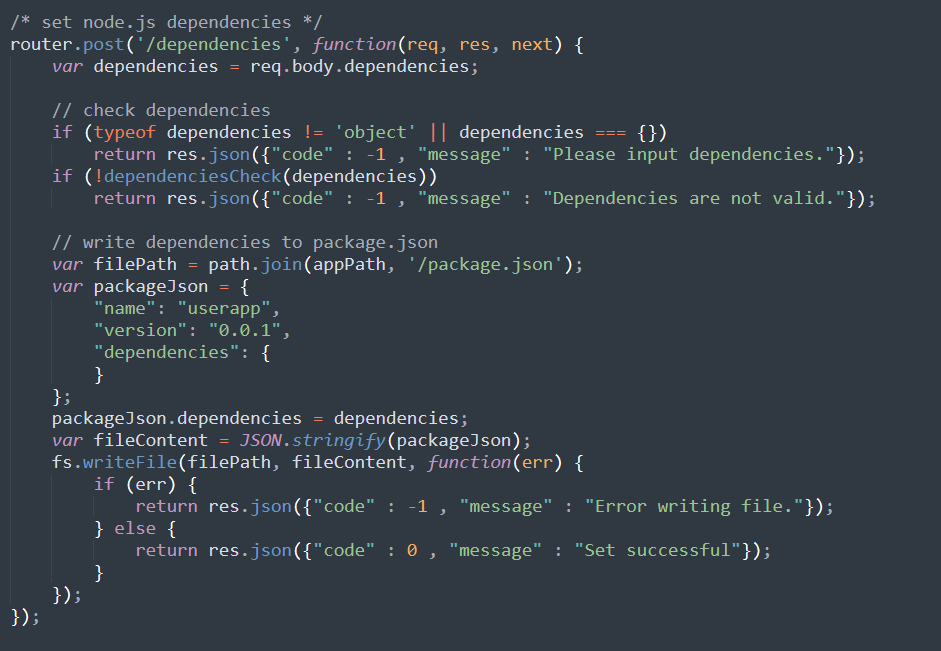 /* set node.js dependencies */
router.post('/dependencies', function(req, res, next) {
    var dependencies = req.body.dependencies;

    // check dependencies
    if (typeof dependencies != 'object' || dependencies === {})
        return res.json({"code" : -1 , "message" : "Please input dependencies."});
    if (!dependenciesCheck(dependencies))
        return res.json({"code" : -1 , "message" : "Dependencies are not valid."});

    // write dependencies to package.json
    var filePath = path.join(appPath, '/package.json');
    var packageJson = {
        "name": "userapp",
        "version": "0.0.1",
        "dependencies": {
        }
    };
    packageJson.dependencies = dependencies;
    var fileContent = JSON.stringify(packageJson);
    fs.writeFile(filePath, fileContent, function(err) {
        if (err) {
            return res.json({"code" : -1 , "message" : "Error writing file."});
        } else {
            return res.json({"code" : 0 , "message" : "Set successful"});
        }
    });
});